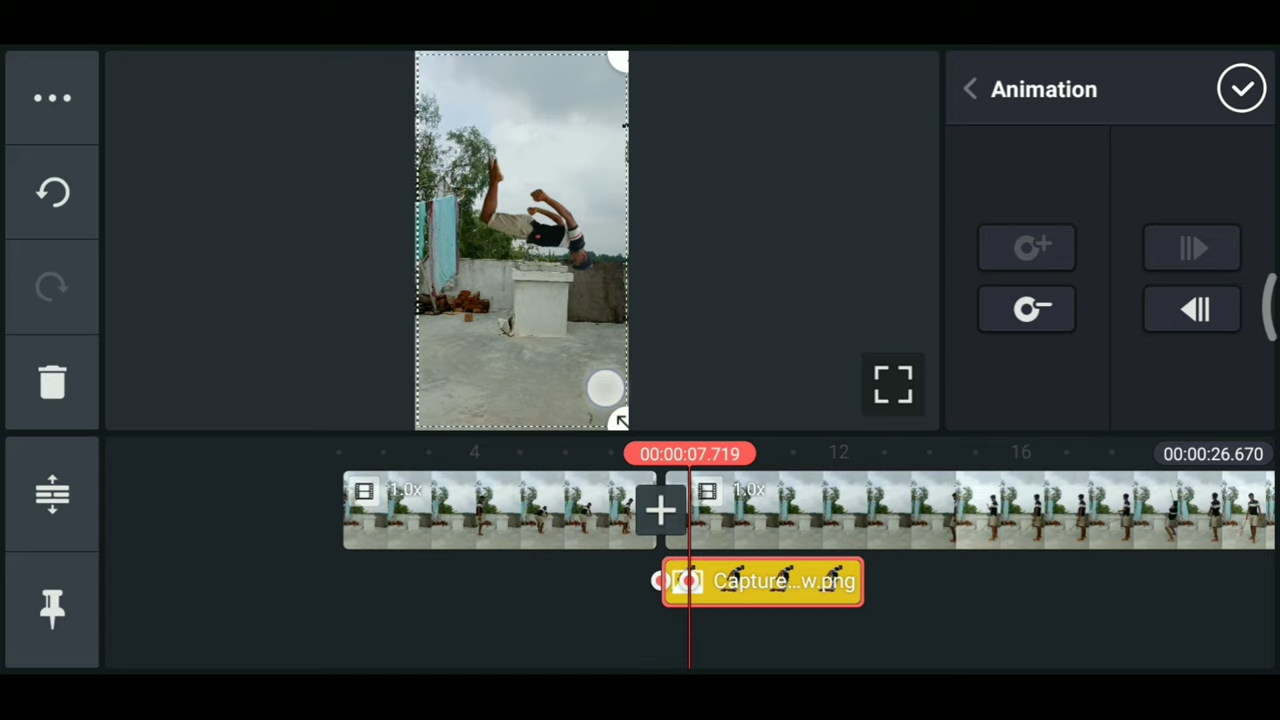 Animation
00:00:07.719
4
12
16
00:00:26.670
1.0x
1.0x
Capture...w.png